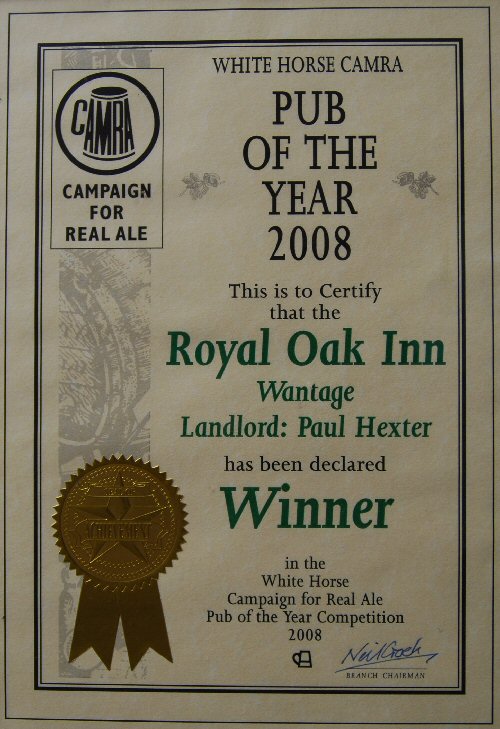 WHITE HORSE CAMRA
PUB
OF THE
YEAR
2008
CAMRA
CAMPAIGN
FOR
REAL ALE
This is to Certify
that the
Royal Oak Inn
Wantage
Landlord: Paul Hexter
has been declared
Winner
in the
White Horse
Campaign for Real Ale
Pub of the Year Competition
2008
ACHIEVEMENT
BRANCH CHAIRMAN